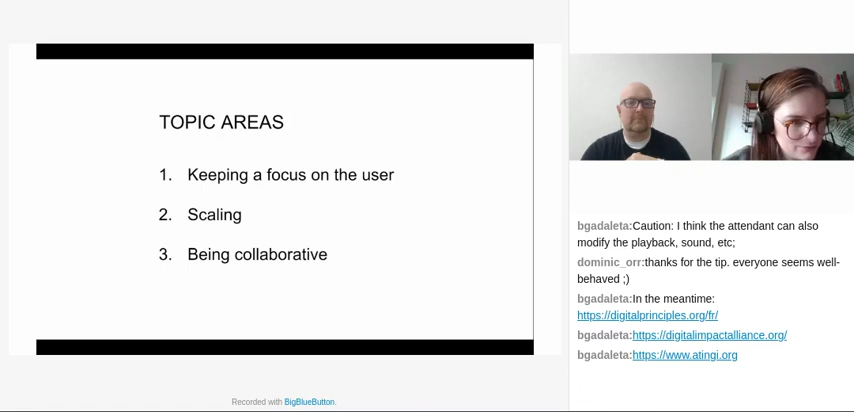 TOPIC AREAS
1. Keeping a focus on the user
2. Scaling
3. Being collaborative
Recorded with BigBlueButton.
bgadaleta:Caution: I think the attendant can also
modify the playback, sound, etc;
dominic_orr:thanks for the tip. everyone seems well-
behaved ;)
bgadaleta:In the meantime:
https://digitalprinciples.org/fr/
bgadaleta:https://digitalimpactalliance.org/
bgadaleta:https://www.atingi.org